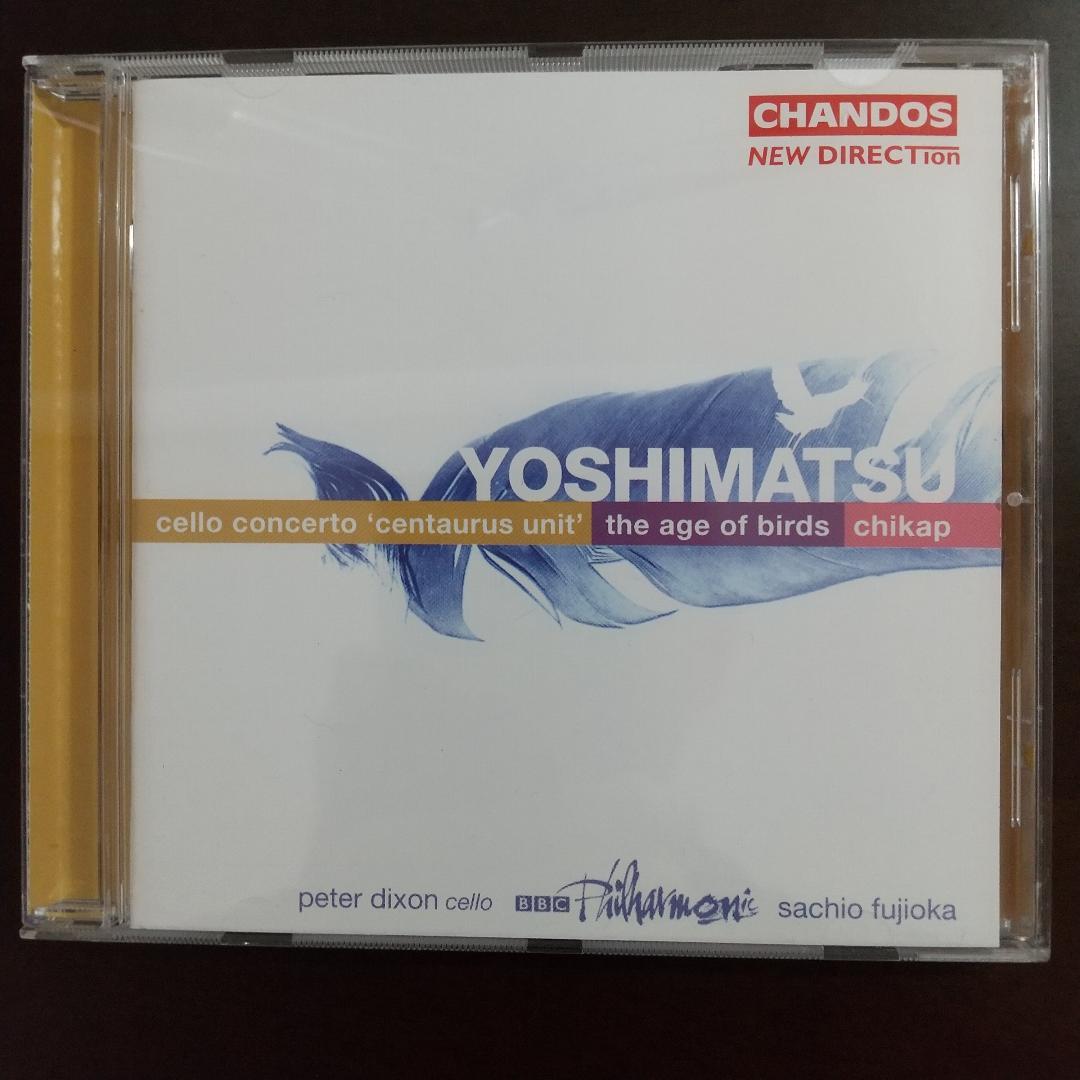 CHANDOS
NEW DIRECTion
YOSHIMATSU
cello concerto ‘centaurus unit’ the age of birds chikap
peter dixon cello BBC Philharmonic sachio fujioka